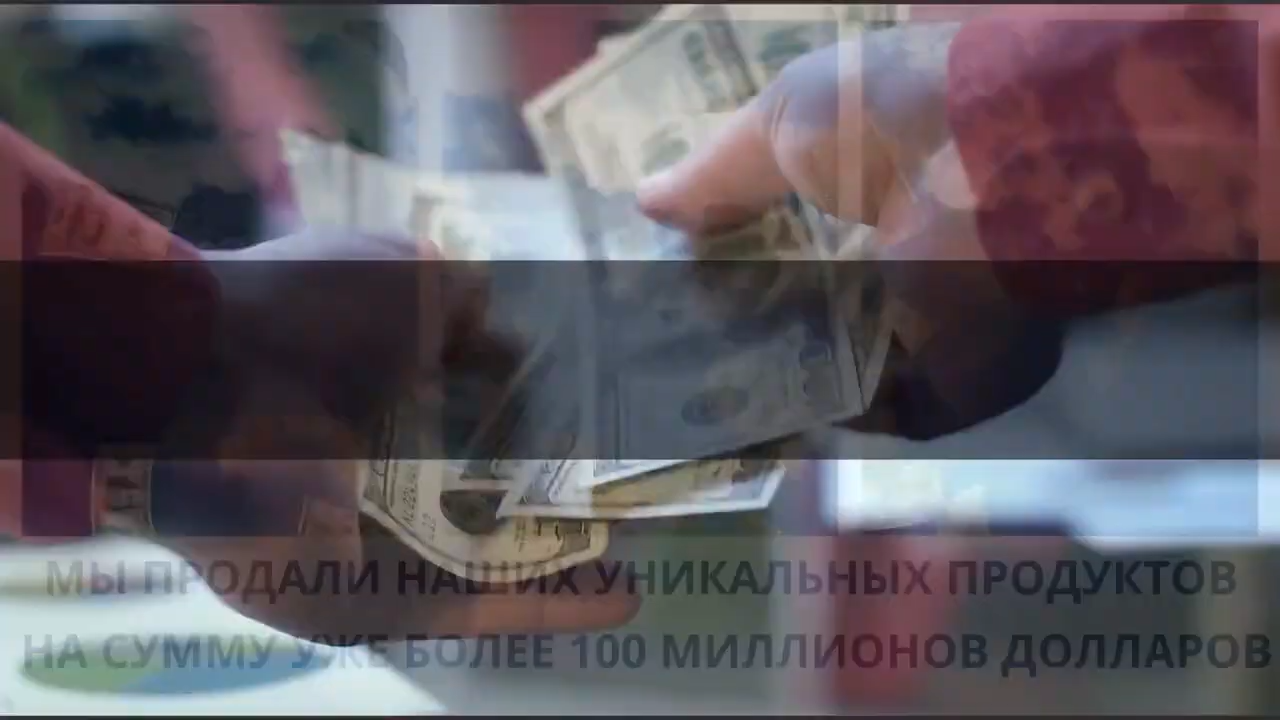 МЫ ПРОДАЛИ НАШИХ УНИКАЛЬНЫХ ПРОДУКТОВ
НА СУММУ УЖЕ БОЛЕЕ 100 МИЛЛИОНОВ ДОЛЛАРОВ